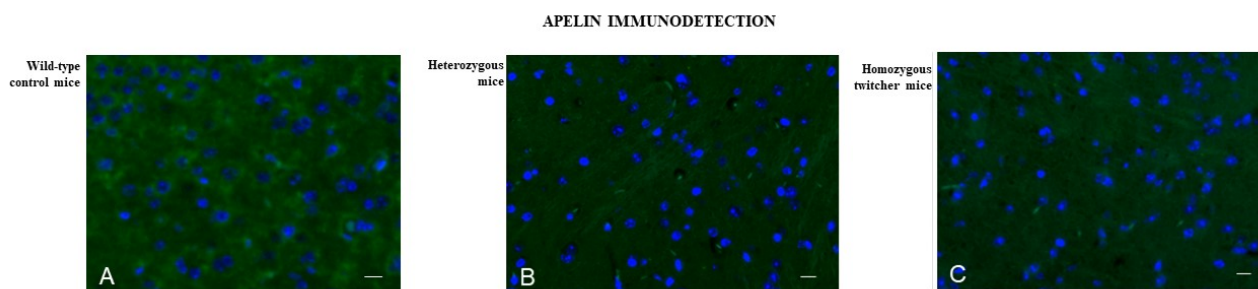 APELIN IMMUNODETECTION
Wild-type
control mice
Heterozygous
mice
Homozygous
twitcher mice
A
B
C